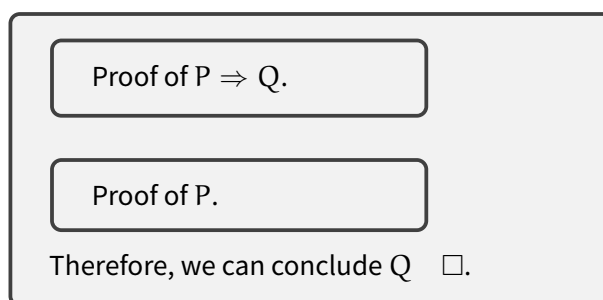 Proof of P ⇒ Q.
Proof of P.
Therefore, we can conclude Q □.